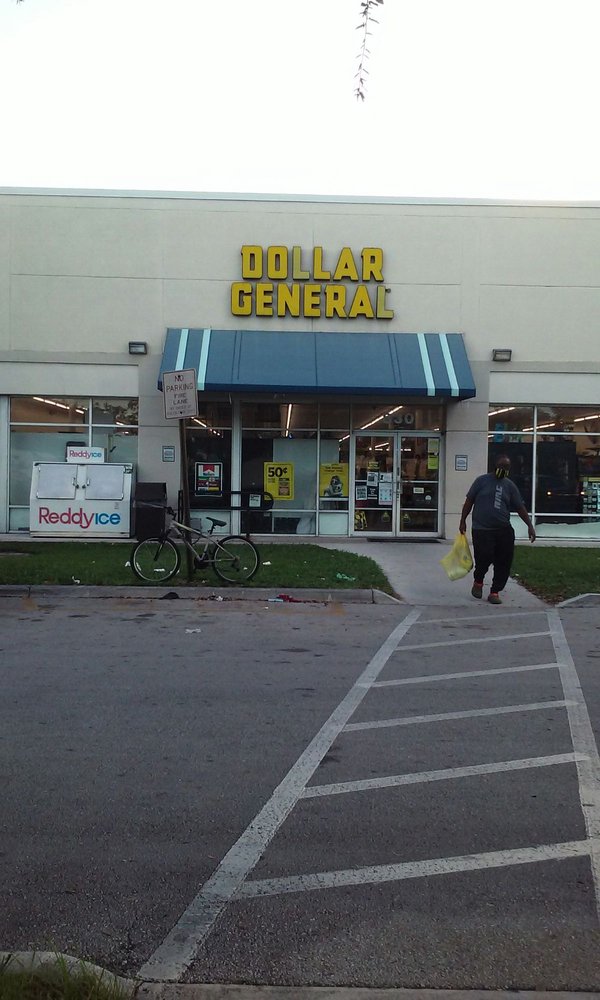 DOLLAR
GENERAL
NO
PARKING
FIRE
LANE
Reddyice
Reddyice
50¢